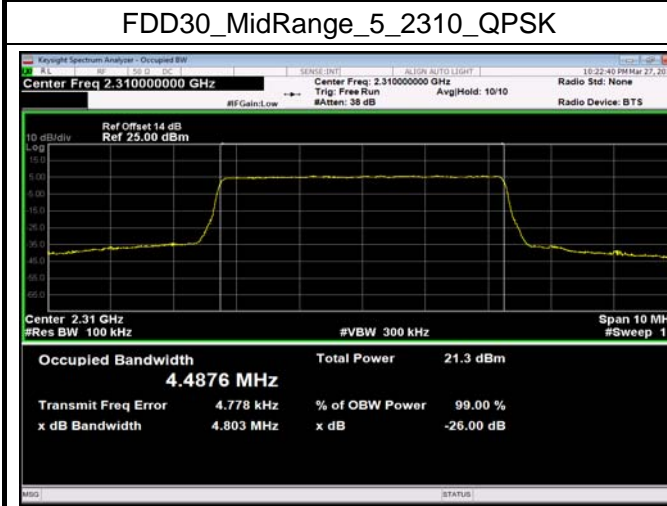 FDD30_MidRange_5_2310_QPSK
Keysight Spectrum Analyzer - Occupied BW
RL RF 50 Ω DC SENSE:INT ALIGN AUTO LIGHT 10:22:40 PM Mar 27, 20
Center Freq 2.310000000 GHz Center Freq: 2.310000000 GHz Radio Std: None
Trig: Free Run Avg|Hold: 10/10
#IFGain:Low #Atten: 38 dB Radio Device: BTS
Ref Offset 14 dB
10 dB/div Ref 25.00 dBm
Log
15.0
5.00
-5.00
-15.0
-25.0
-35.0
-45.0
-55.0
-65.0
Center 2.31 GHz Span 10 MH
#Res BW 100 kHz #VBW 300 kHz #Sweep 1
Occupied Bandwidth Total Power 21.3 dBm
4.4876 MHz
Transmit Freq Error 4.778 kHz % of OBW Power 99.00 %
x dB Bandwidth 4.803 MHz x dB -26.00 dB
MSG STATUS